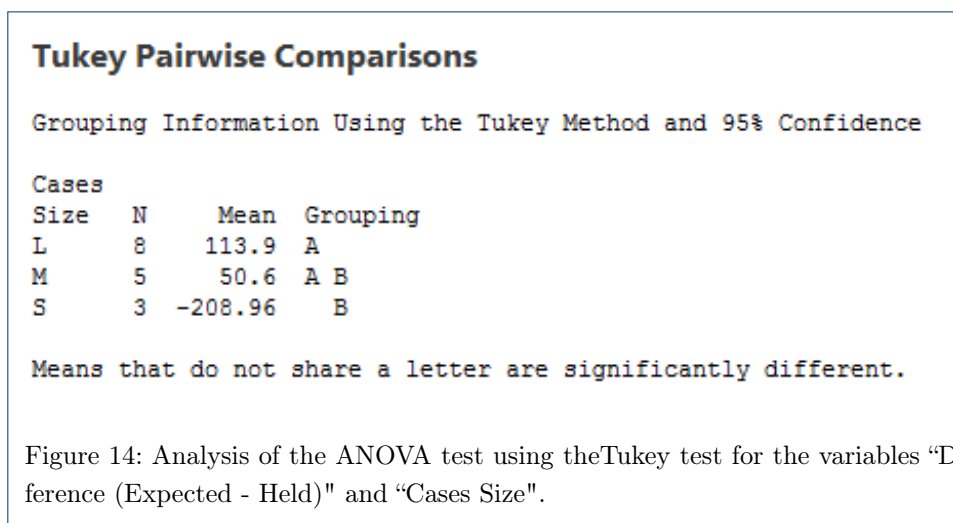 Tukey Pairwise Comparisons
Grouping Information Using the Tukey Method and 95% Confidence
Cases
Size N Mean Grouping
L 8 113.9 A
M 5 50.6 A B
S 3 -208.96 B
Means that do not share a letter are significantly different.
Figure 14: Analysis of the ANOVA test using theTukey test for the variables “
ference (Expected - Held)" and “Cases Size".